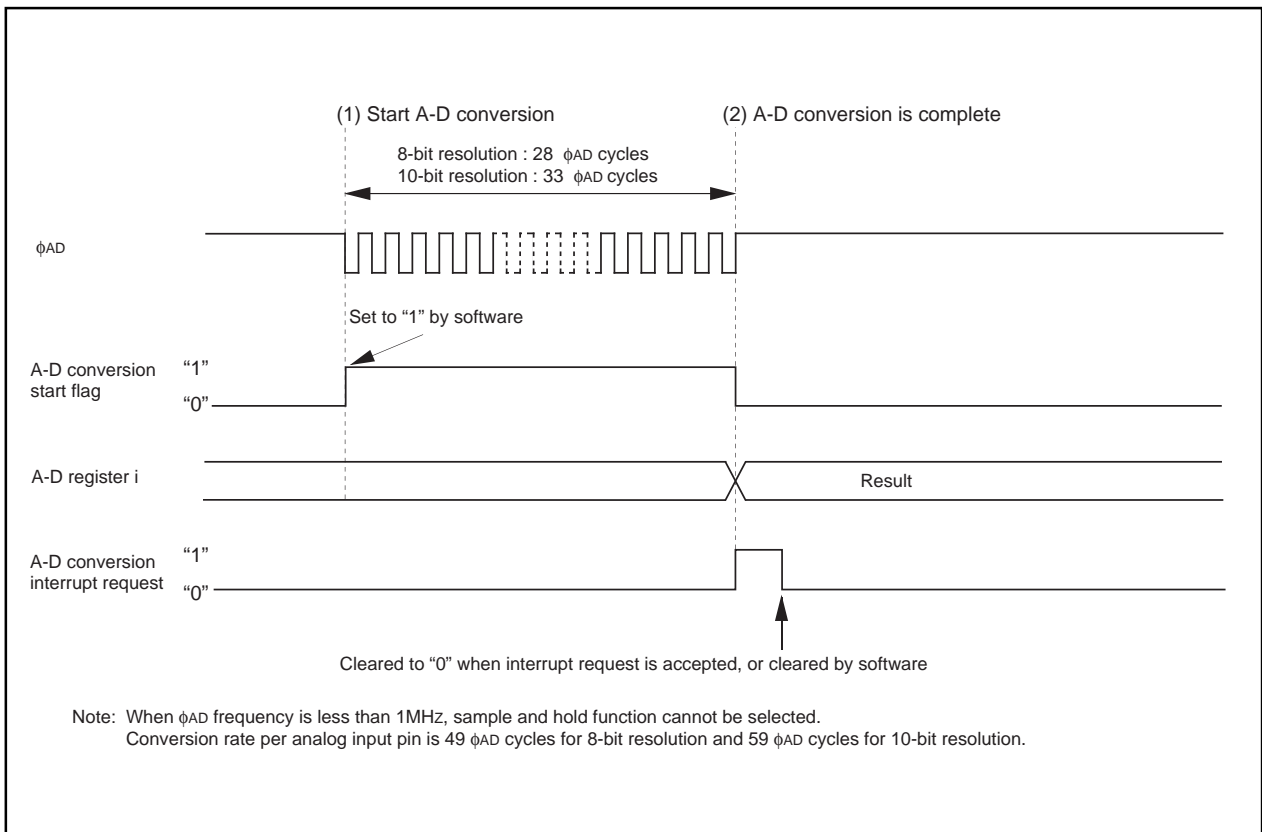 (1) Start A-D conversion
(2) A-D conversion is complete
8-bit resolution : 28 ϕAD cycles
10-bit resolution : 33 ϕAD cycles
ϕAD
Set to “1” by software
A-D conversion
start flag
“1”
“0”
A-D register i
Result
A-D conversion
interrupt request
“1”
“0”
Cleared to “0” when interrupt request is accepted, or cleared by software
Note: When ϕAD frequency is less than 1MHz, sample and hold function cannot be selected.
Conversion rate per analog input pin is 49 ϕAD cycles for 8-bit resolution and 59 ϕAD cycles for 10-bit resolution.